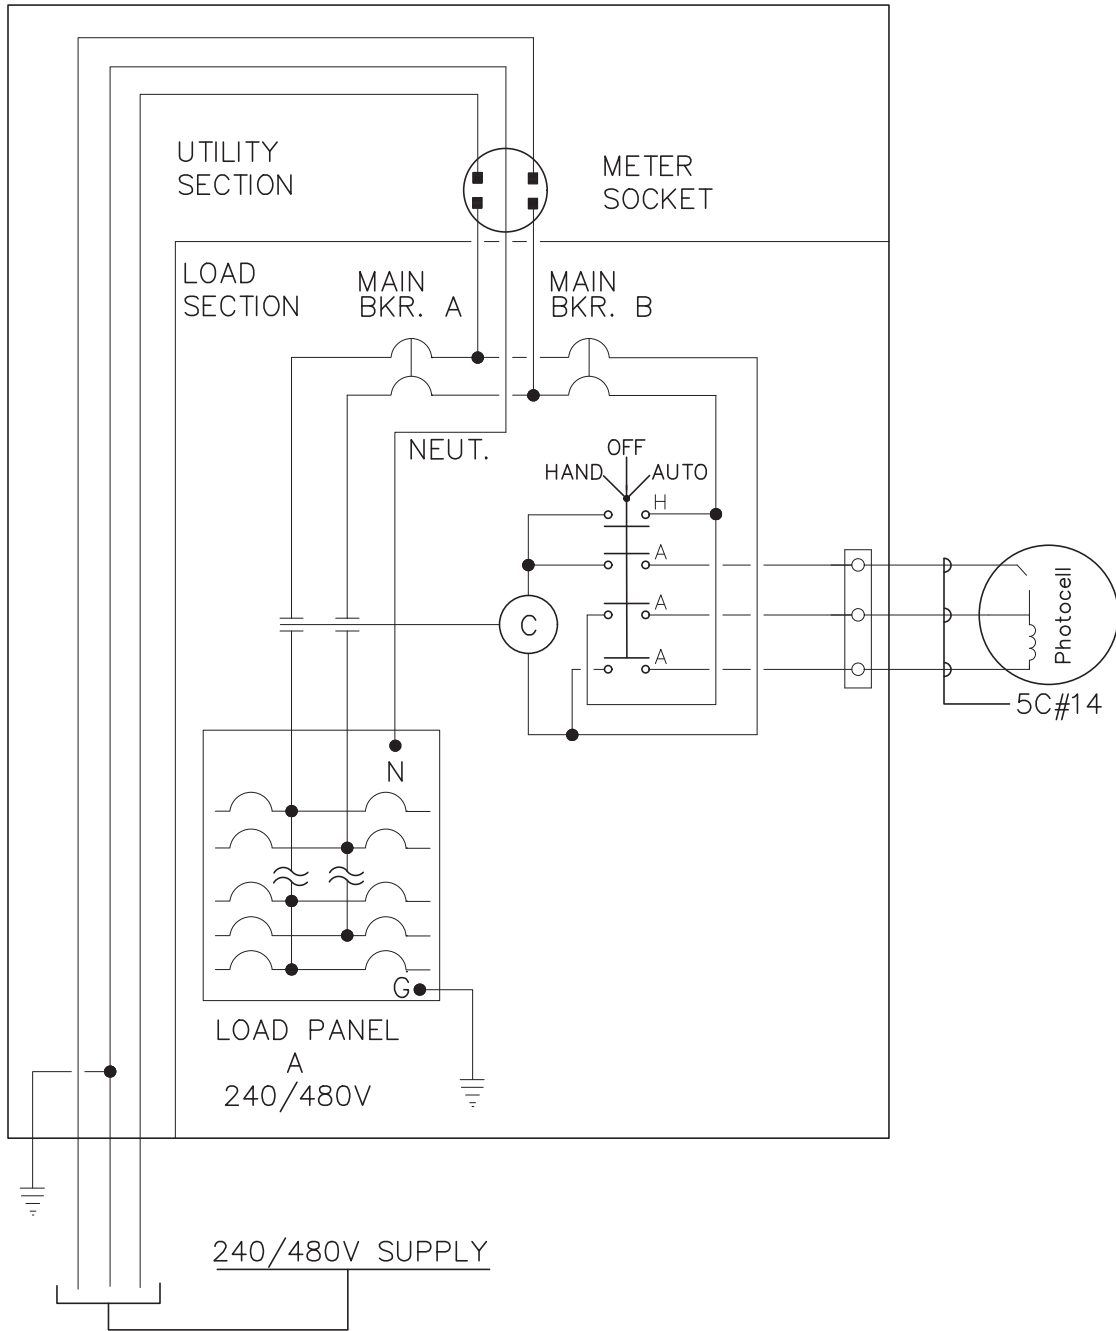 UTILITY
SECTION
METER
SOCKET
LOAD
SECTION
MAIN
BKR. A
MAIN
BKR. B
NEUT.
OFF
HAND
AUTO
H
A
A
A
C
Photocell
5C#14
N
G
LOAD PANEL
A
240/480V
240/480V SUPPLY